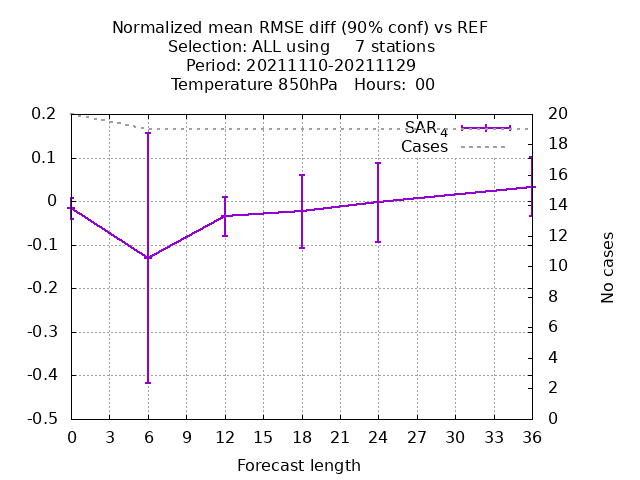 Normalized mean RMSE diff (90% conf) vs REF
Selection: ALL using     7 stations
Period: 20211110-20211129
Temperature 850hPa   Hours:  00
SAR 4
Cases
0.2
0.1
0
-0.1
-0.2
-0.3
-0.4
-0.5
20
18
16
14
12
10
8
6
4
2
0
No cases
0 3 6 9 12 15 18 21 24 27 30 33 36
Forecast length